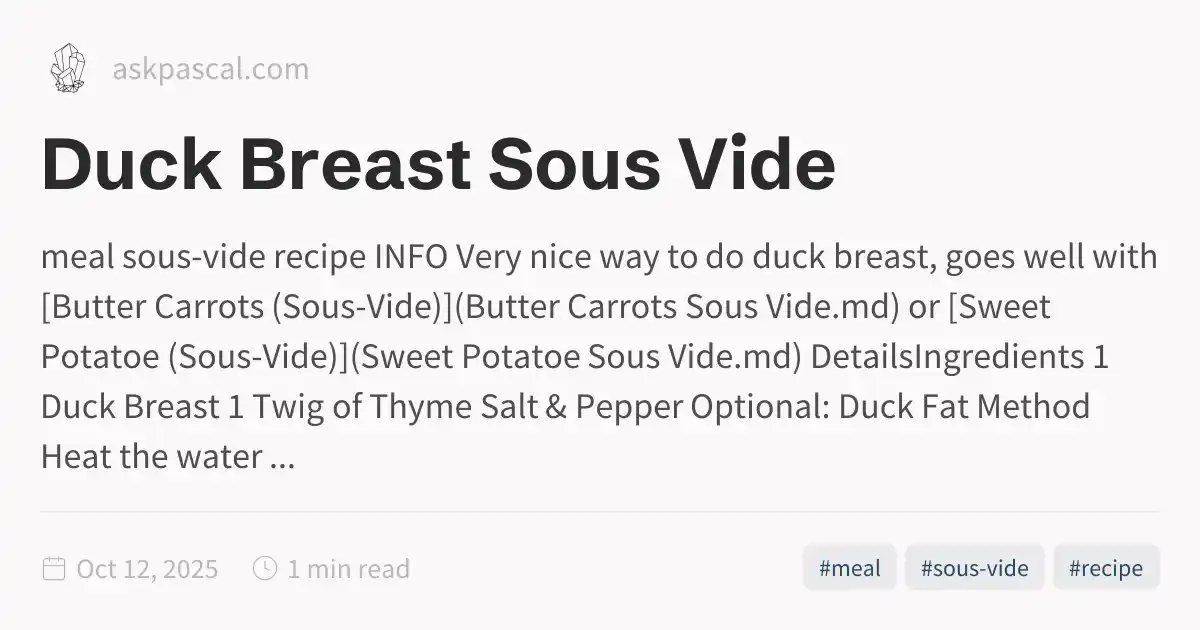 askpascal.com
Duck Breast Sous Vide
meal sous-vide recipe INFO Very nice way to do duck breast, goes well with
[Butter Carrots (Sous-Vide)](Butter Carrots Sous Vide.md) or [Sweet
Potatoe (Sous-Vide)](Sweet Potatoe Sous Vide.md) DetailsIngredients 1
Duck Breast 1 Twig of Thyme Salt & Pepper Optional: Duck Fat Method
Heat the water ...
Oct 12, 2025 1 min read #meal #sous-vide #recipe